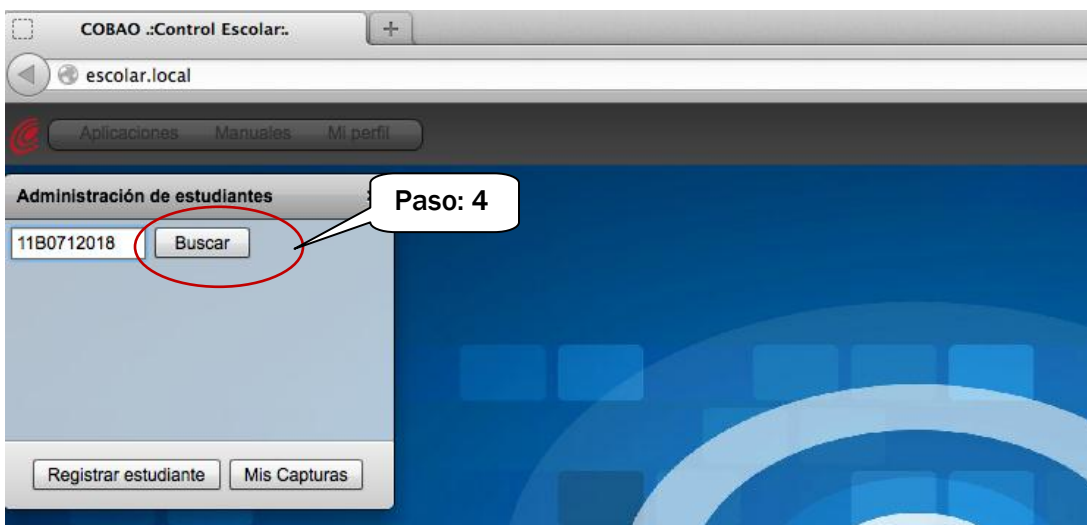 COBAO .:Control Escolar:.
escolar.local
Aplicaciones Manuales Mi perfil
Administración de estudiantes
Paso: 4
11B0712018 Buscar
Registrar estudiante Mis Capturas